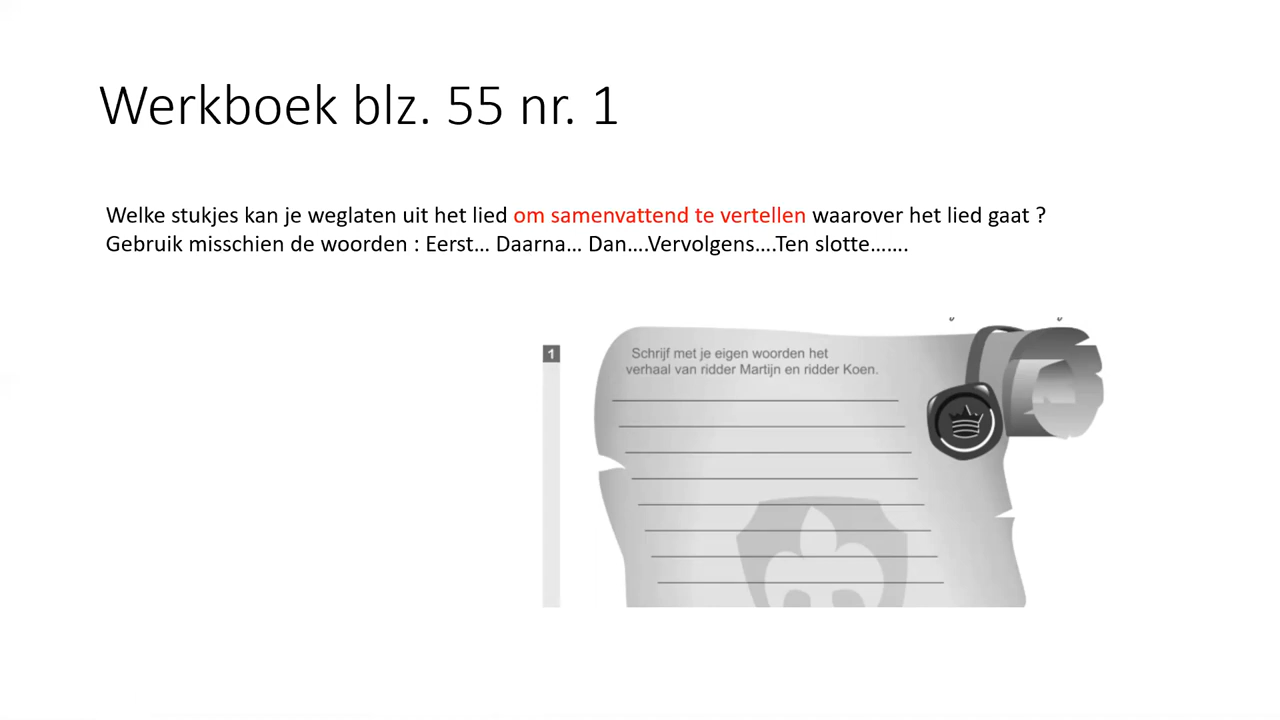 Werkboek blz. 55 nr. 1
Welke stukjes kan je weglaten uit het lied om samenvattend te vertellen waarover het lied gaat ?
Gebruik misschien de woorden : Eerst... Daarna... Dan....Vervolgens....Ten slotte.......
1
Schrijf met je eigen woorden het
verhaal van ridder Martijn en ridder Koen.